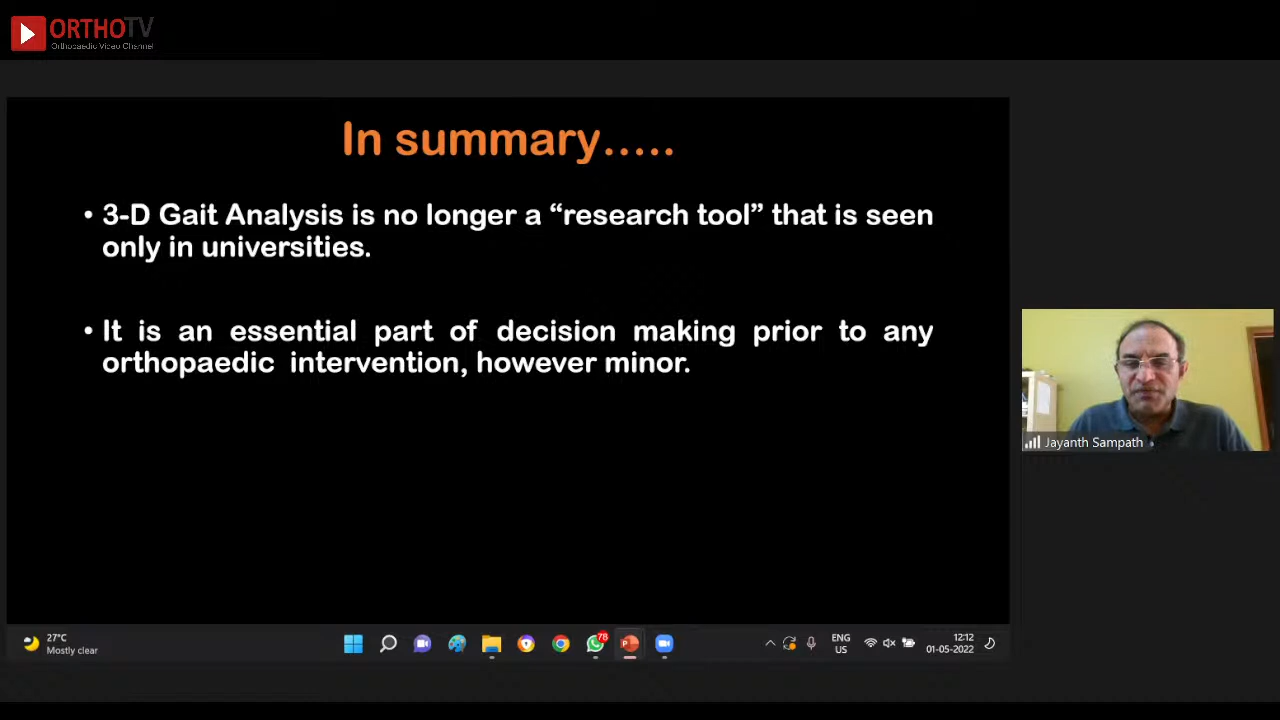 ORTHOTV
Orthopaedic Video Channel
In summary.....
• 3-D Gait Analysis is no longer a “research tool” that is seen
only in universities.
• It is an essential part of decision making prior to any
orthopaedic intervention, however minor.
Jayanth Sampath
27°C
Mostly clear
78
ENG
US
12:12
01-05-2022